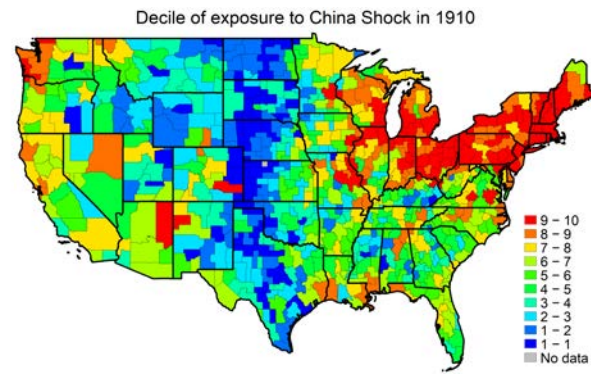 Decile of exposure to China Shock in 1910
9 – 10
8 – 9
7 – 8
6 – 7
5 – 6
4 – 5
3 – 4
2 – 3
1 – 2
1 – 1
No data